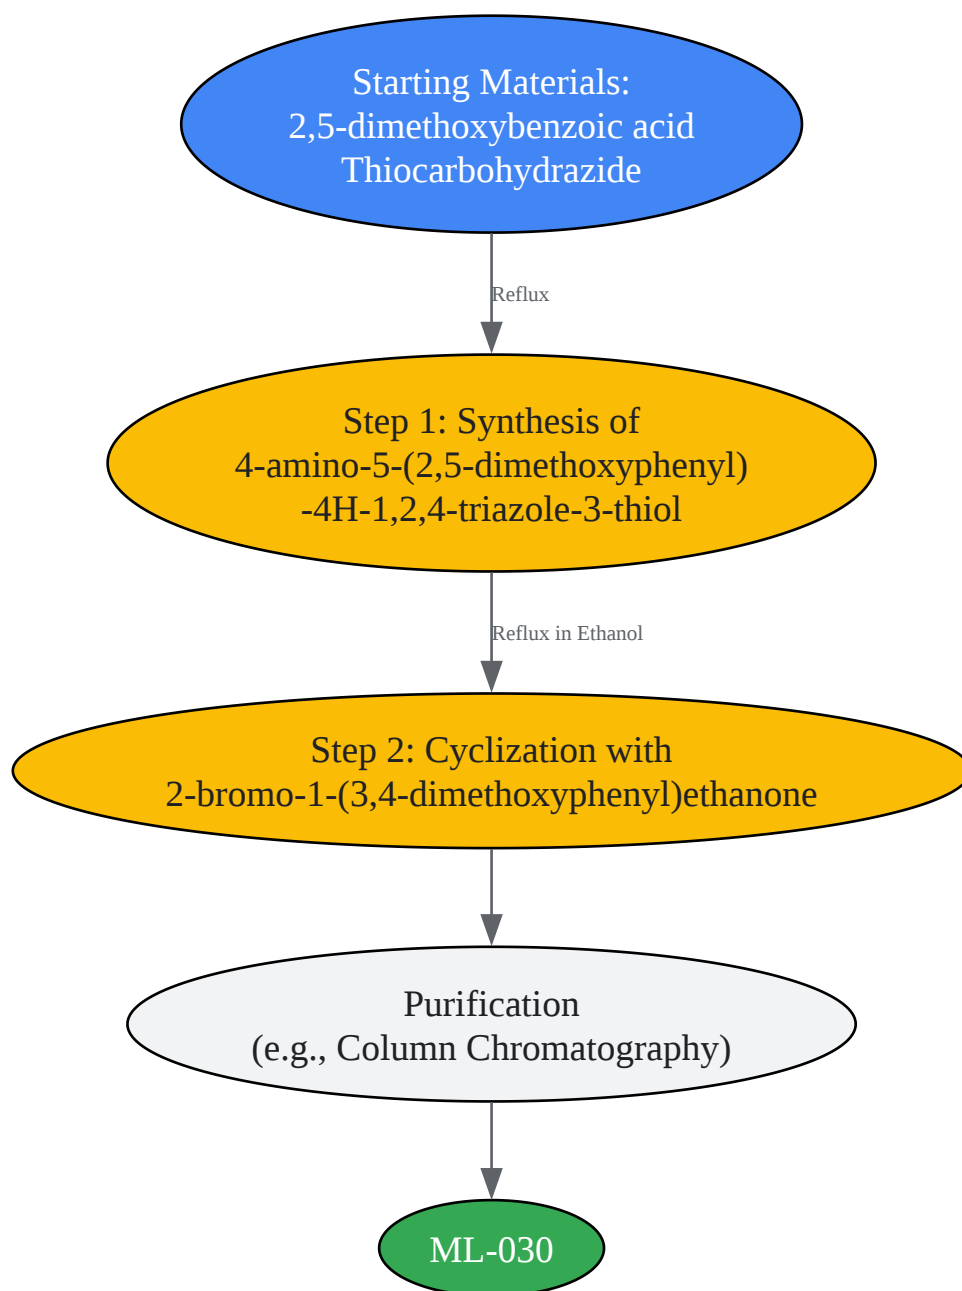 Starting Materials:
2,5-dimethoxybenzoic acid
Thiocarbohydrazide
Reflux
Step 1: Synthesis of
4-amino-5-(2,5-dimethoxyphenyl)
-4H-1,2,4-triazole-3-thiol
Reflux in Ethanol
Step 2: Cyclization with
2-bromo-1-(3,4-dimethoxyphenyl)ethanone
Purification
(e.g., Column Chromatography)
ML-030